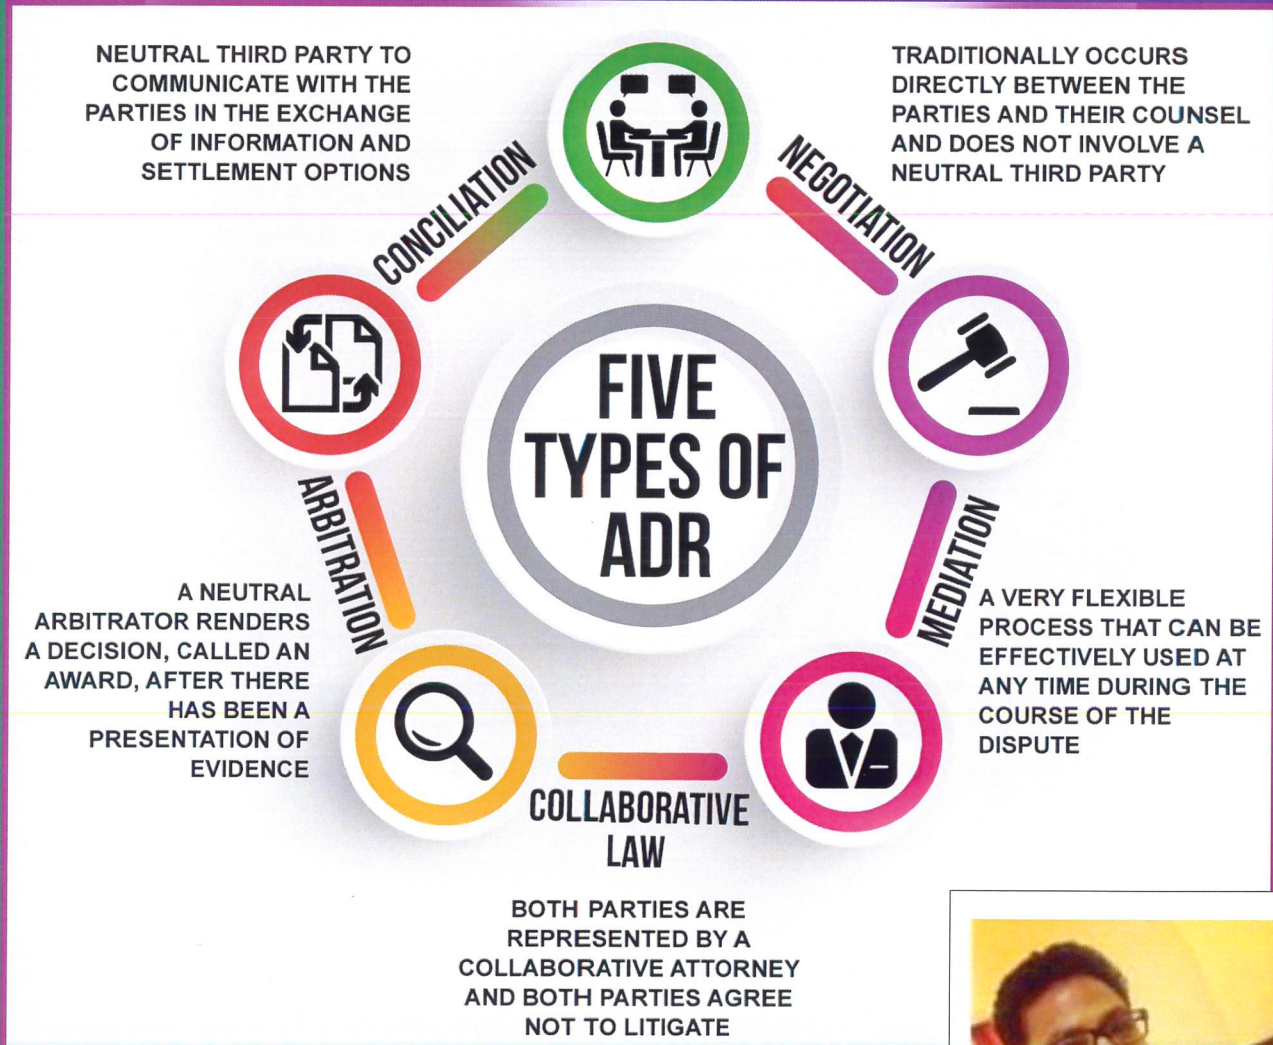 NEUTRAL THIRD PARTY TO
COMMUNICATE WITH THE
PARTIES IN THE EXCHANGE
OF INFORMATION AND
SETTLEMENT OPTIONS
TRADITIONALLY OCCURS
DIRECTLY BETWEEN THE
PARTIES AND THEIR COUNSEL
AND DOES NOT INVOLVE A
NEUTRAL THIRD PARTY
CONCILIATION
NEGOTIATION
FIVE
TYPES OF
ADR
ARBITRATION
MEDIATION
A NEUTRAL
ARBITRATOR RENDERS
A DECISION, CALLED AN
AWARD, AFTER THERE
HAS BEEN A
PRESENTATION OF
EVIDENCE
A VERY FLEXIBLE
PROCESS THAT CAN BE
EFFECTIVELY USED AT
ANY TIME DURING THE
COURSE OF THE
DISPUTE
COLLABORATIVE
LAW
BOTH PARTIES ARE
REPRESENTED BY A
COLLABORATIVE ATTORNEY
AND BOTH PARTIES AGREE
NOT TO LITIGATE